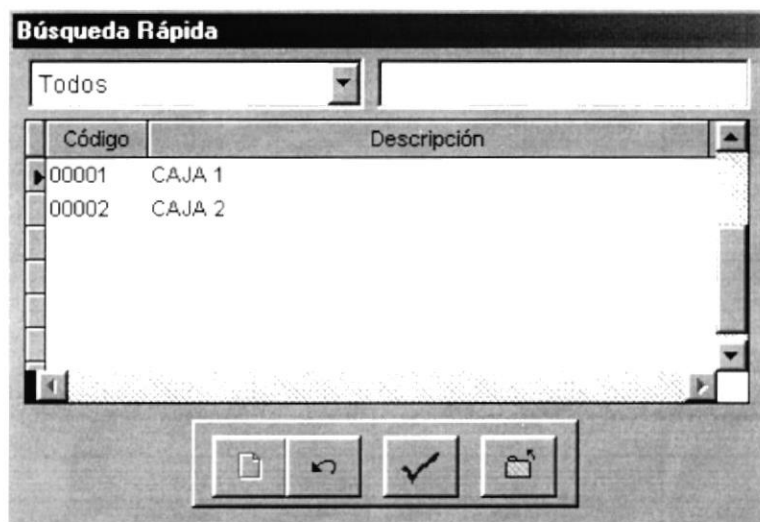 Búsqueda Rápida
Todos
Código Descripción
00001 CAJA 1
00002 CAJA 2